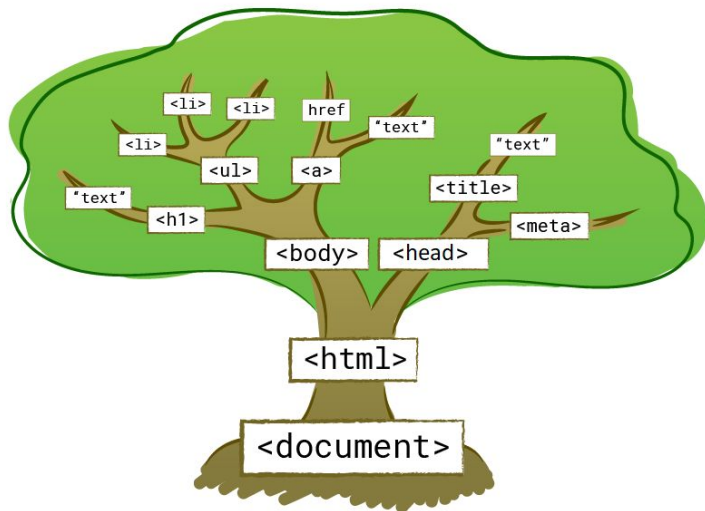 <li>
<li>
href
"text"
<li>
"text"
<ul>
<a>
<title>
"text"
<h1>
<meta>
<body>
<head>
<html>
<document>